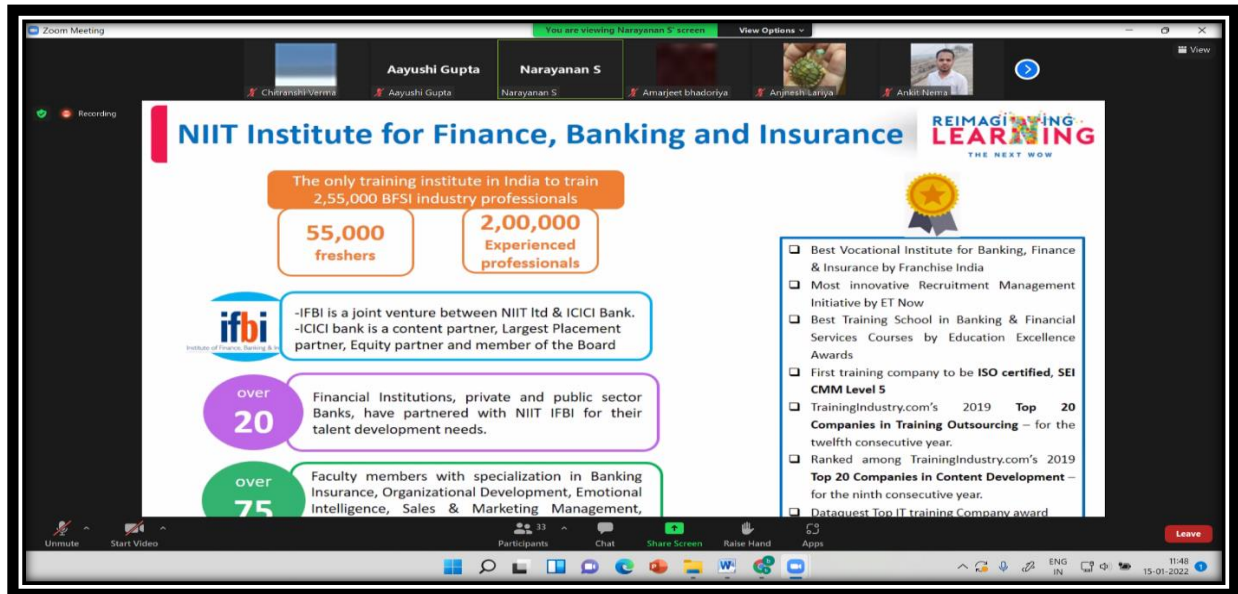 Zoom Meeting
You are viewing Narayanan S' screen
View Options
View
Aayushi Gupta
Narayanan S
Chitranshi Verma
Aayushi Gupta
Narayanan S
Amarjeet bhadoriya
Anjnesh Lariya
Ankit Nema
Recording
NIIT Institute for Finance, Banking and Insurance
REIMAGINING
LEARNING
THE NEXT WOW
The only training institute in India to train
2,55,000 BFSI industry professionals
55,000
freshers
2,00,000
Experienced
professionals
ifbi
Institute of Finance, Banking &
-IFBI is a joint venture between NIIT ltd & ICICI Bank.
-ICICI bank is a content partner, Largest Placement
partner, Equity partner and member of the Board
over
20
Financial Institutions, private and public sector
Banks, have partnered with NIIT IFBI for their
talent development needs.
over
75
Faculty members with specialization in Banking
Insurance, Organizational Development, Emotional
Intelligence, Sales & Marketing Management,
Best Vocational Institute for Banking, Finance
& Insurance by Franchise India
Most innovative Recruitment Management
Initiative by ET Now
Best Training School in Banking & Financial
Services Courses by Education Excellence
Awards
First training company to be ISO certified, SEI
CMM Level 5
TrainingIndustry.com's 2019 Top 20
Companies in Training Outsourcing – for the
twelfth consecutive year.
Ranked among TrainingIndustry.com's 2019
Top 20 Companies in Content Development –
for the ninth consecutive year.
Dataquest Top IT training Company award
Unmute
Start Video
33
Participants
Chat
Share Screen
Raise Hand
Apps
Leave
ENG
IN
11:48
15-01-2022